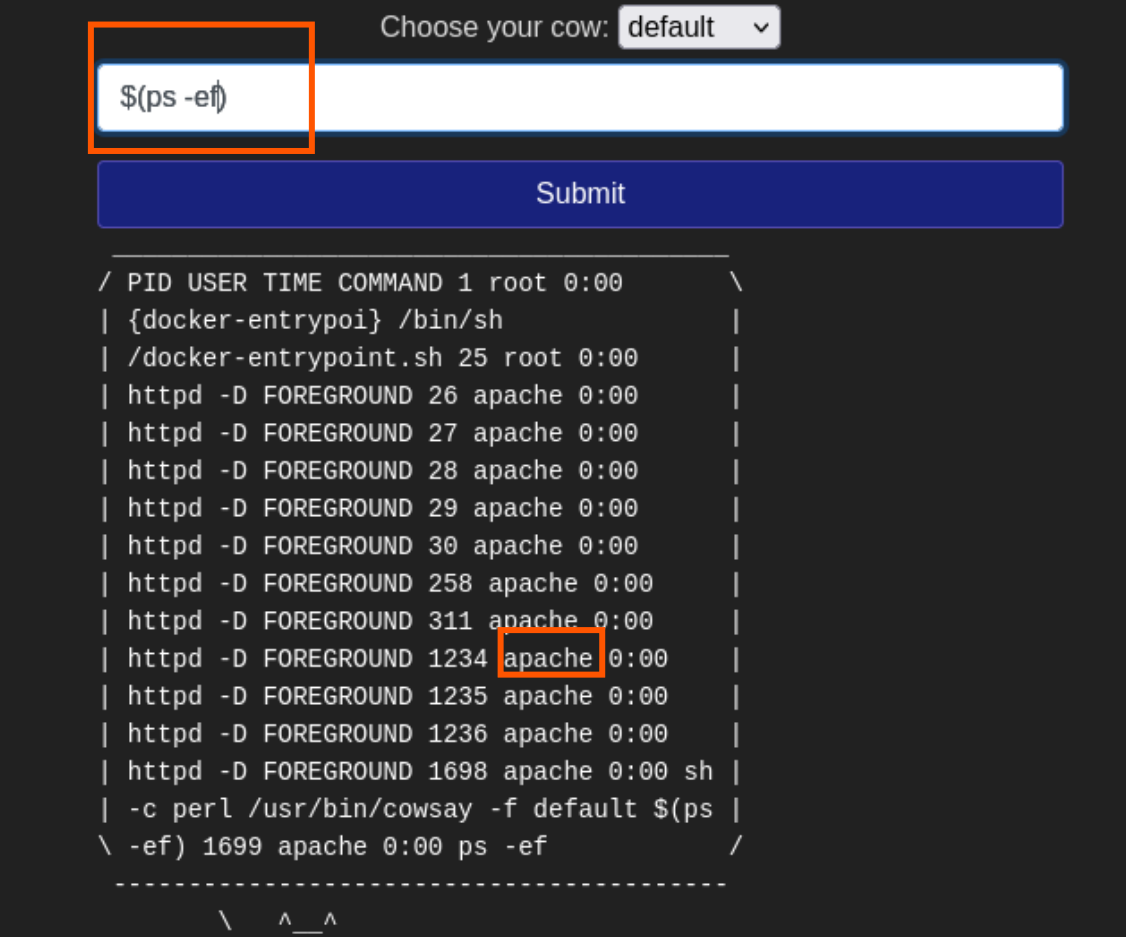 Choose your cow: default
$(ps -ef)
Submit
 _________________________________________
/ PID USER TIME COMMAND 1 root 0:00       \
| {docker-entrypoi} /bin/sh               |
| /docker-entrypoint.sh 25 root 0:00      |
| httpd -D FOREGROUND 26 apache 0:00      |
| httpd -D FOREGROUND 27 apache 0:00      |
| httpd -D FOREGROUND 28 apache 0:00      |
| httpd -D FOREGROUND 29 apache 0:00      |
| httpd -D FOREGROUND 30 apache 0:00      |
| httpd -D FOREGROUND 258 apache 0:00     |
| httpd -D FOREGROUND 311 apache 0:00     |
| httpd -D FOREGROUND 1234 apache 0:00    |
| httpd -D FOREGROUND 1235 apache 0:00    |
| httpd -D FOREGROUND 1236 apache 0:00    |
| httpd -D FOREGROUND 1698 apache 0:00 sh |
| -c perl /usr/bin/cowsay -f default $(ps |
\ -ef) 1699 apache 0:00 ps -ef            /
 -----------------------------------------
        \   ^__^